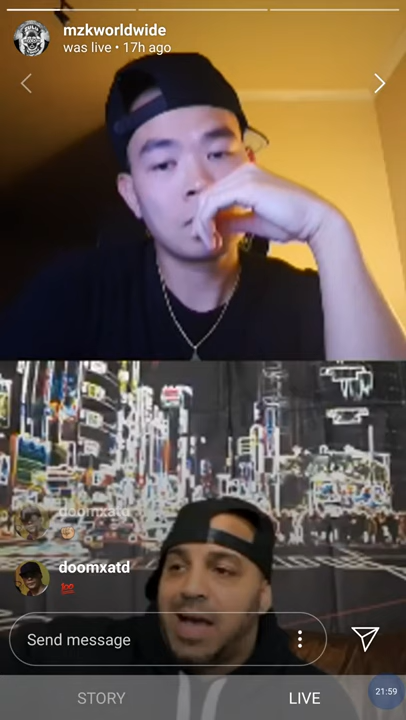 mzkworldwide
was live • 17h ago
doomxatd
doomxatd
💯
Send message
STORY
LIVE
21:59